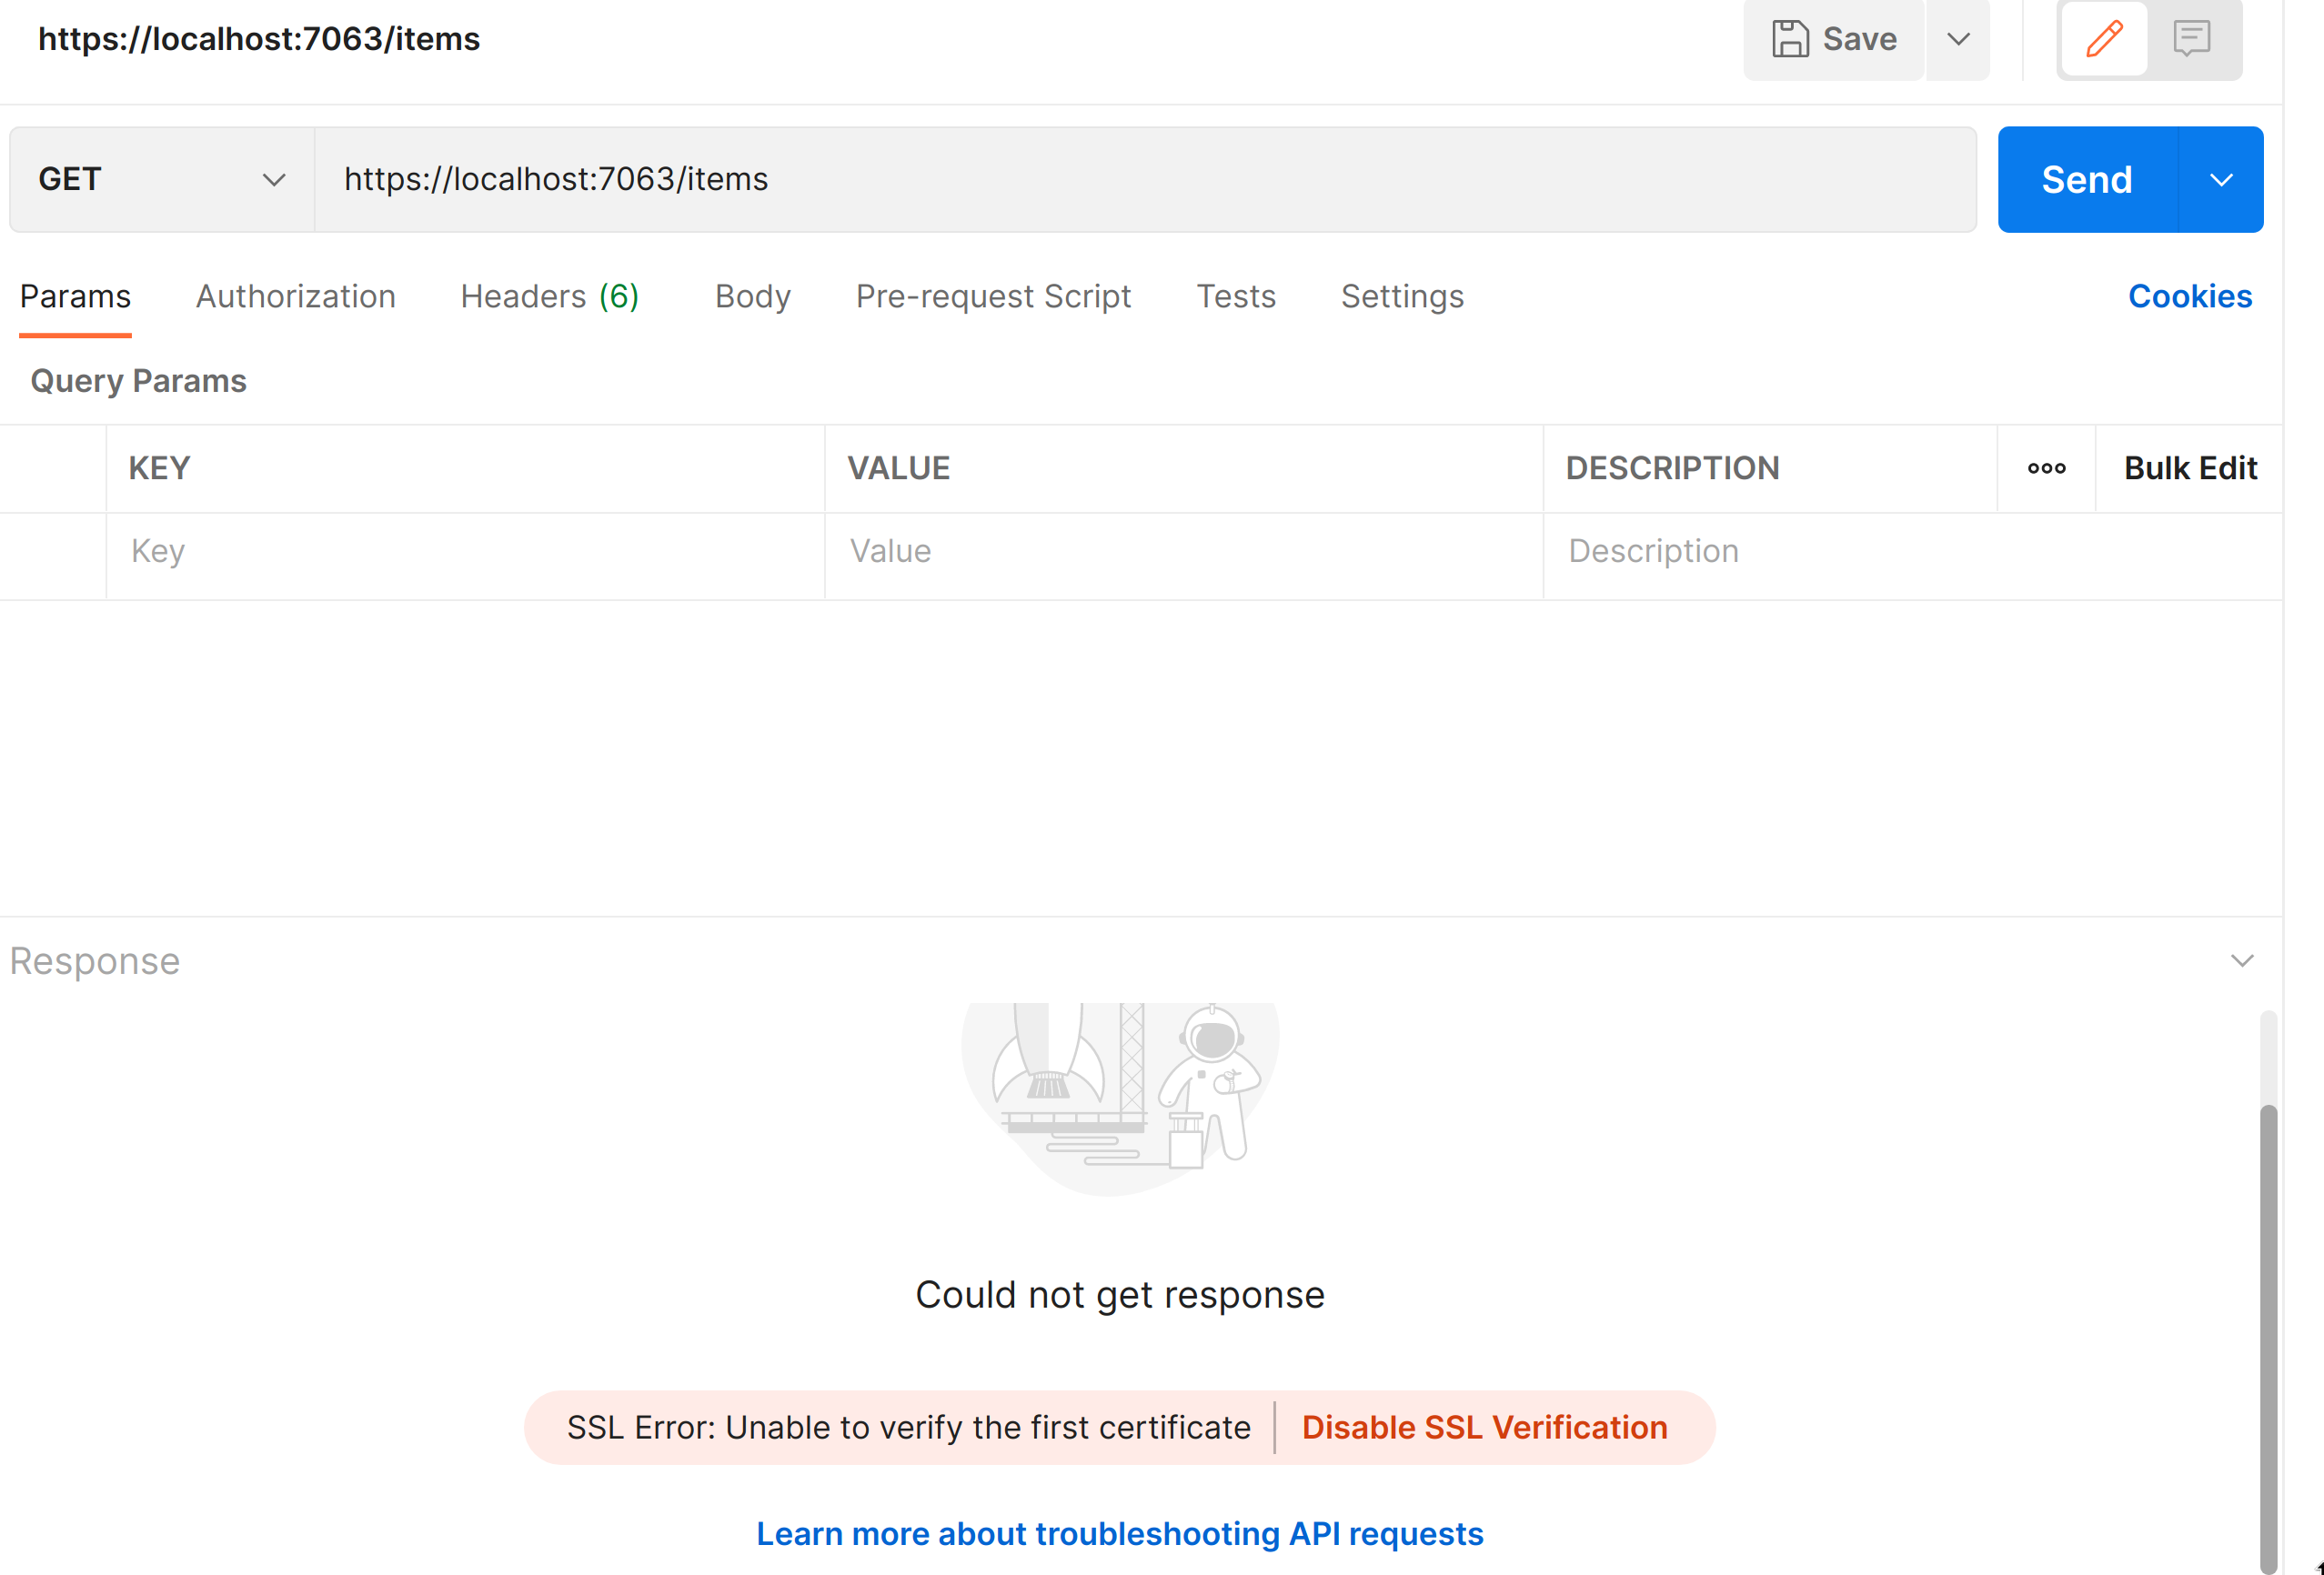 https://localhost:7063/items
Save
GET
https://localhost:7063/items
Send
Params Authorization Headers (6) Body Pre-request Script Tests Settings Cookies
Query Params
KEY VALUE DESCRIPTION Bulk Edit
Key Value Description
Response
Could not get response
SSL Error: Unable to verify the first certificate Disable SSL Verification
Learn more about troubleshooting API requests